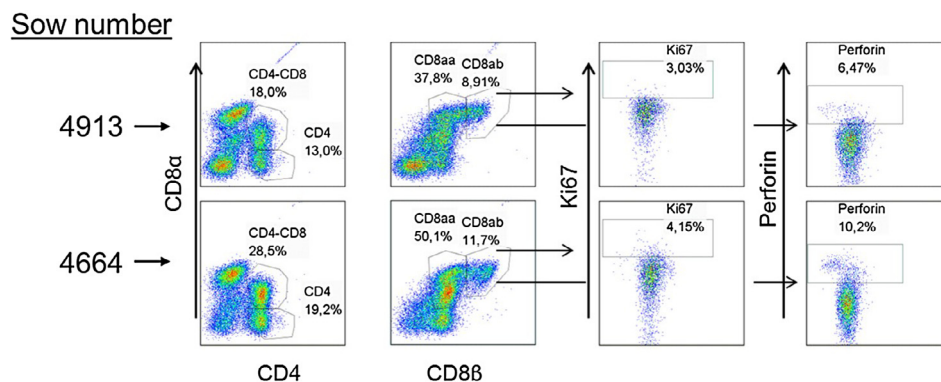 Sow number
4913
4664
CD8α
CD4-CD8
18,0%
CD4
13,0%
CD8aa
37,8%
CD8ab
8,91%
Ki67
Ki67
3,03%
Perforin
Perforin
6,47%
CD4-CD8
28,5%
CD4
19,2%
CD8aa
50,1%
CD8ab
11,7%
Ki67
4,15%
Perforin
10,2%
CD4
CD8ß